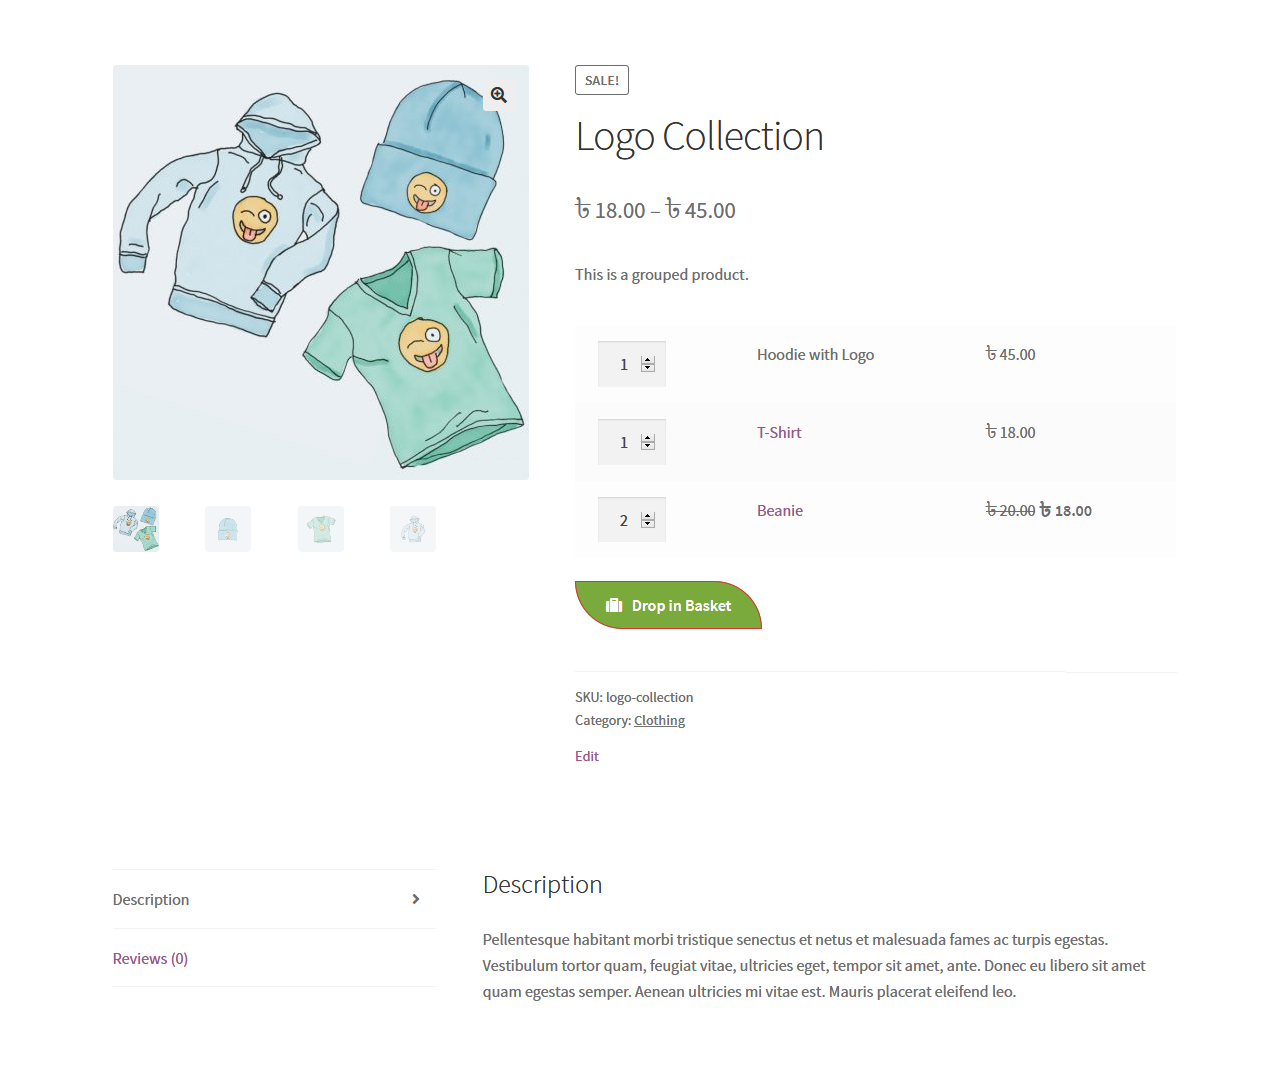 SALE!
Logo Collection
৳ 18.00 – ৳ 45.00
This is a grouped product.
1 Hoodie with Logo ৳ 45.00
1 T-Shirt ৳ 18.00
2 Beanie ৳ 20.00 ৳ 18.00
Drop in Basket
SKU: logo-collection
Category: Clothing
Edit
Description
Reviews (0)
Description
Pellentesque habitant morbi tristique senectus et netus et malesuada fames ac turpis egestas.
Vestibulum tortor quam, feugiat vitae, ultricies eget, tempor sit amet, ante. Donec eu libero sit amet
quam egestas semper. Aenean ultricies mi vitae est. Mauris placerat eleifend leo.